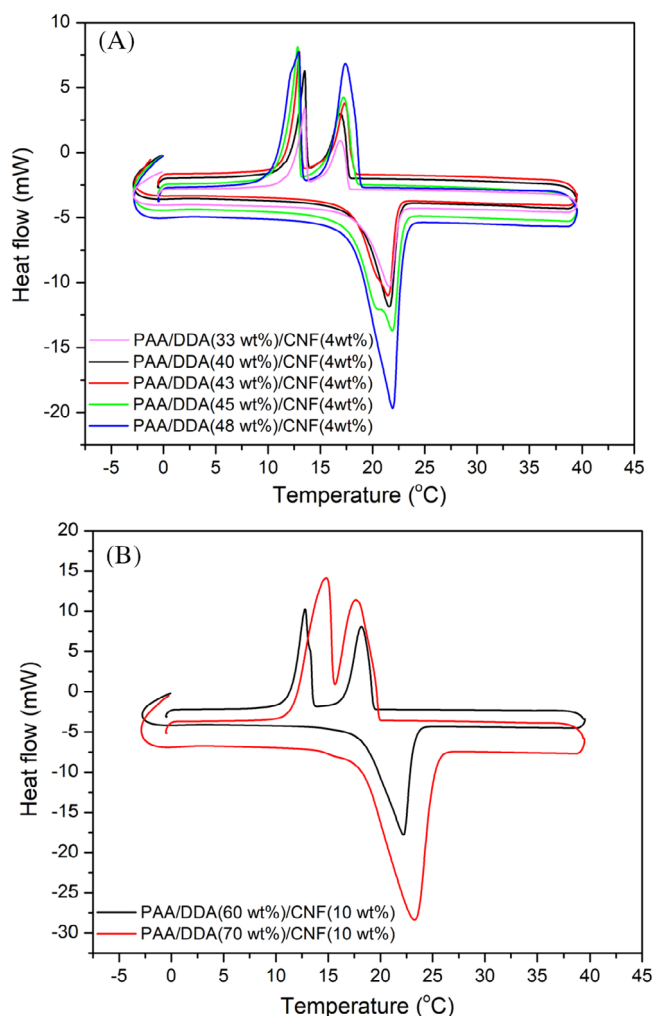 (A)
10
5
0
-5
-10
-15
-20
Heat flow (mW)
PAA/DDA(33 wt%)/CNF(4wt%)
PAA/DDA(40 wt%)/CNF(4wt%)
PAA/DDA(43 wt%)/CNF(4wt%)
PAA/DDA(45 wt%)/CNF(4wt%)
PAA/DDA(48 wt%)/CNF(4wt%)
-5 0 5 10 15 20 25 30 35 40 45
Temperature (°C)
(B)
20
15
10
5
0
-5
-10
-15
-20
-25
-30
Heat flow (mW)
PAA/DDA(60 wt%)/CNF(10 wt%)
PAA/DDA(70 wt%)/CNF(10 wt%)
-5 0 5 10 15 20 25 30 35 40 45
Temperature (°C)